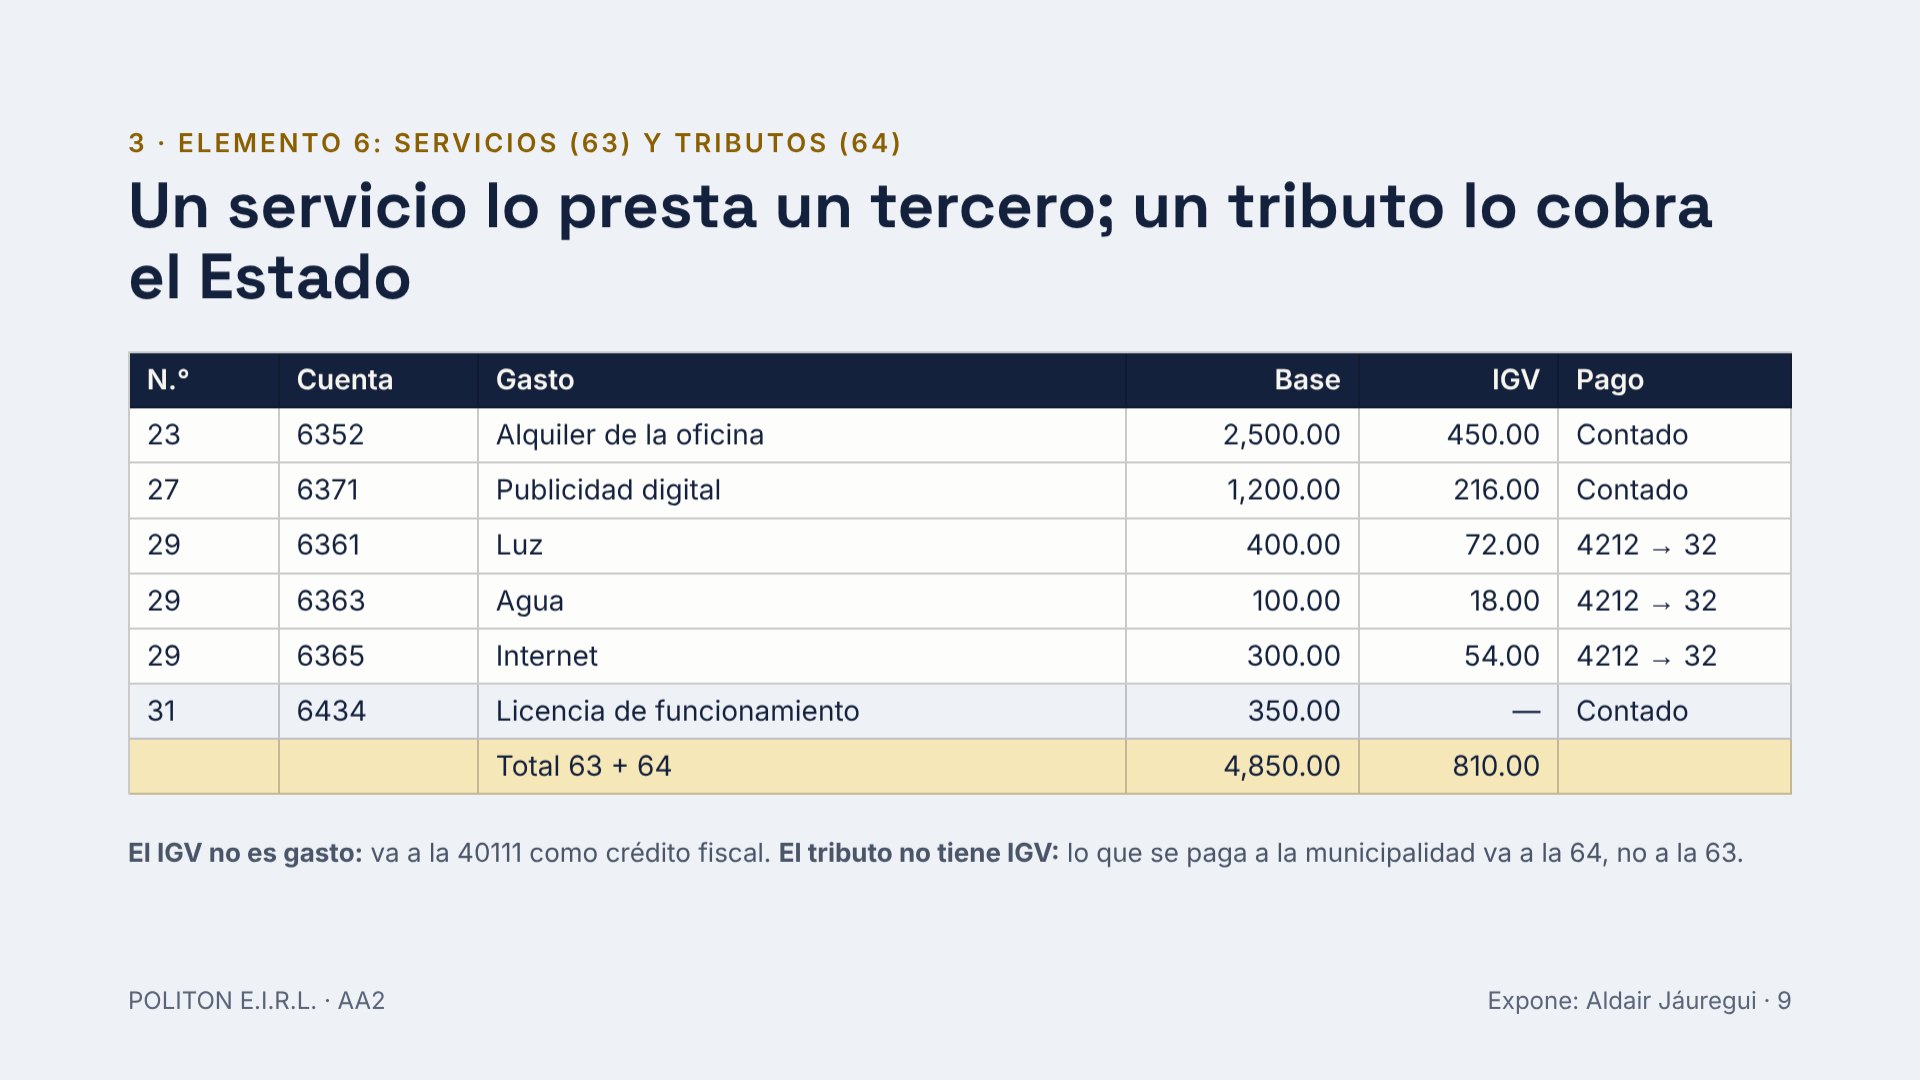 3 · ELEMENTO 6: SERVICIOS (63) Y TRIBUTOS (64)
Un servicio lo presta un tercero; un tributo lo cobra
el Estado
N.° Cuenta Gasto Base IGV Pago
23 6352 Alquiler de la oficina 2,500.00 450.00 Contado
27 6371 Publicidad digital 1,200.00 216.00 Contado
29 6361 Luz 400.00 72.00 4212 → 32
29 6363 Agua 100.00 18.00 4212 → 32
29 6365 Internet 300.00 54.00 4212 → 32
31 6434 Licencia de funcionamiento 350.00 — Contado
Total 63 + 64 4,850.00 810.00
El IGV no es gasto: va a la 40111 como crédito fiscal. El tributo no tiene IGV: lo que se paga a la municipalidad va a la 64, no a la 63.
POLITON E.I.R.L. · AA2
Expone: Aldair Jáuregui · 9